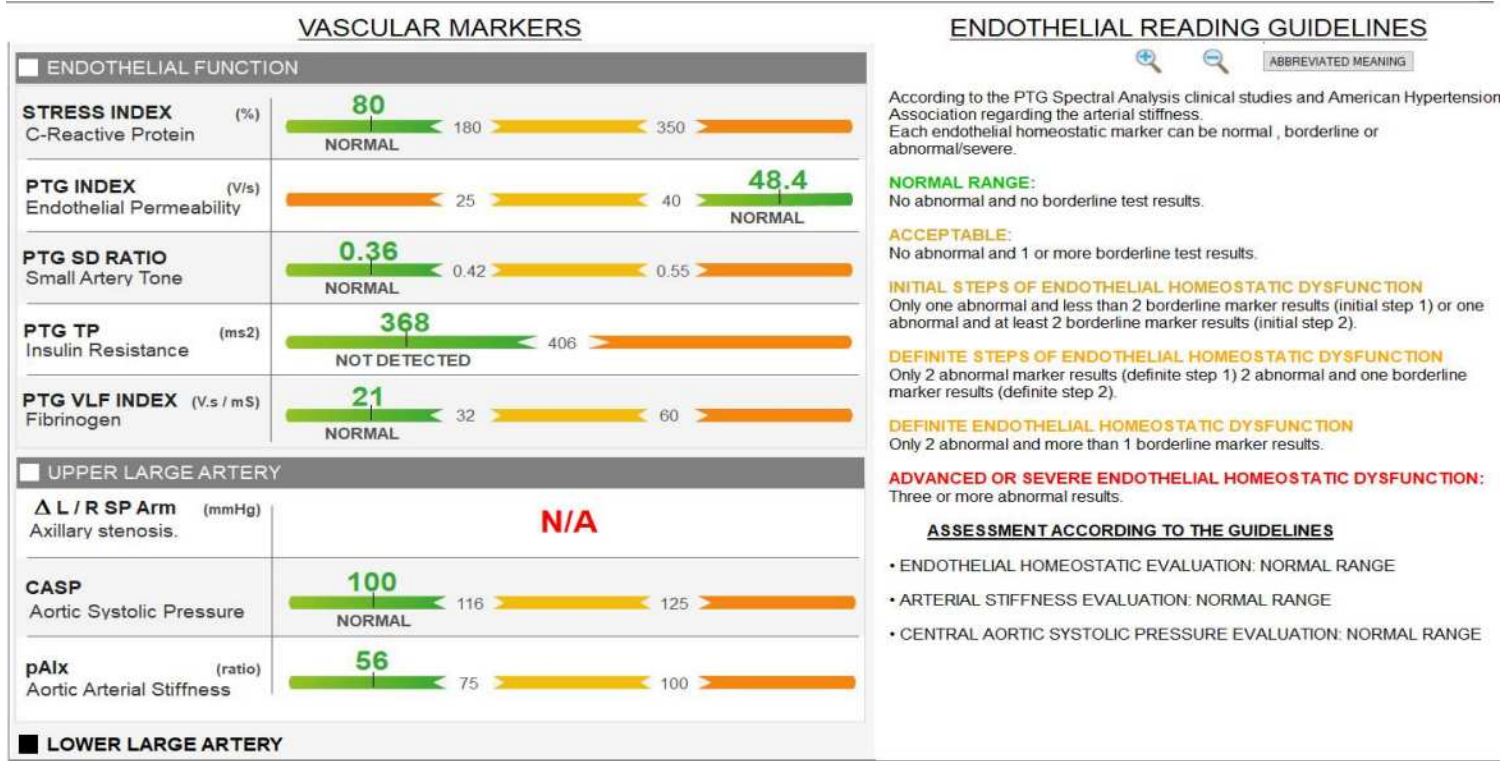 VASCULAR MARKERS
ENDOTHELIAL FUNCTION
STRESS INDEX (%)
C-Reactive Protein
80
180
350
NORMAL
PTG INDEX (V/s)
Endothelial Permeability
25
40
48.4
NORMAL
PTG SD RATIO
Small Artery Tone
0.36
0.42
0.55
NORMAL
PTG TP (ms2)
Insulin Resistance
368
406
NOT DETECTED
PTG VLF INDEX (V.s / mS)
Fibrinogen
21
32
60
NORMAL
UPPER LARGE ARTERY
Δ L / R SP Arm (mmHg)
Axillary stenosis.
N/A
CASP
Aortic Systolic Pressure
100
116
125
NORMAL
pAIx (ratio)
Aortic Arterial Stiffness
56
75
100
LOWER LARGE ARTERY
ENDOTHELIAL READING GUIDELINES
ABBREVIATED MEANING
According to the PTG Spectral Analysis clinical studies and American Hypertension
Association regarding the arterial stiffness.
Each endothelial homeostatic marker can be normal , borderline or
abnormal/severe.
NORMAL RANGE:
No abnormal and no borderline test results.
ACCEPTABLE:
No abnormal and 1 or more borderline test results.
INITIAL STEPS OF ENDOTHELIAL HOMEOSTATIC DYSFUNCTION
Only one abnormal and less than 2 borderline marker results (initial step 1) or one
abnormal and at least 2 borderline marker results (initial step 2).
DEFINITE STEPS OF ENDOTHELIAL HOMEOSTATIC DYSFUNCTION
Only 2 abnormal marker results (definite step 1) 2 abnormal and one borderline
marker results (definite step 2).
DEFINITE ENDOTHELIAL HOMEOSTATIC DYSFUNCTION
Only 2 abnormal and more than 1 borderline marker results.
ADVANCED OR SEVERE ENDOTHELIAL HOMEOSTATIC DYSFUNCTION:
Three or more abnormal results.
ASSESSMENT ACCORDING TO THE GUIDELINES
• ENDOTHELIAL HOMEOSTATIC EVALUATION: NORMAL RANGE
• ARTERIAL STIFFNESS EVALUATION: NORMAL RANGE
• CENTRAL AORTIC SYSTOLIC PRESSURE EVALUATION: NORMAL RANGE